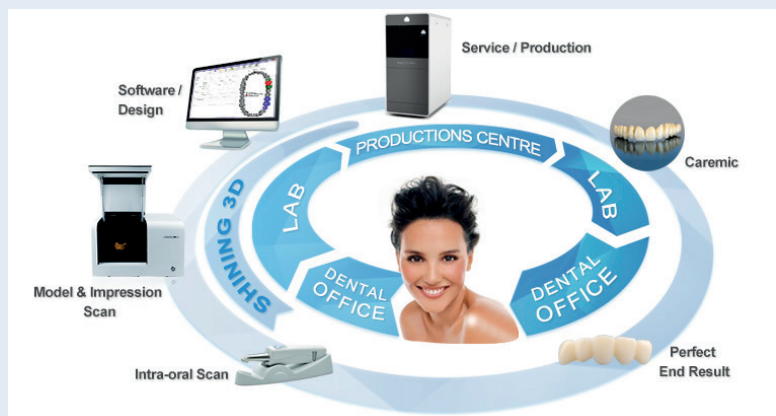 Service / Production
Software /
Design
PRODUCTIONS CENTRE
Caremic
LAB
LAB
SHINING 3D
Model & Impression
Scan
DENTAL
OFFICE
DENTAL
OFFICE
Intra-oral Scan
Perfect
End Result